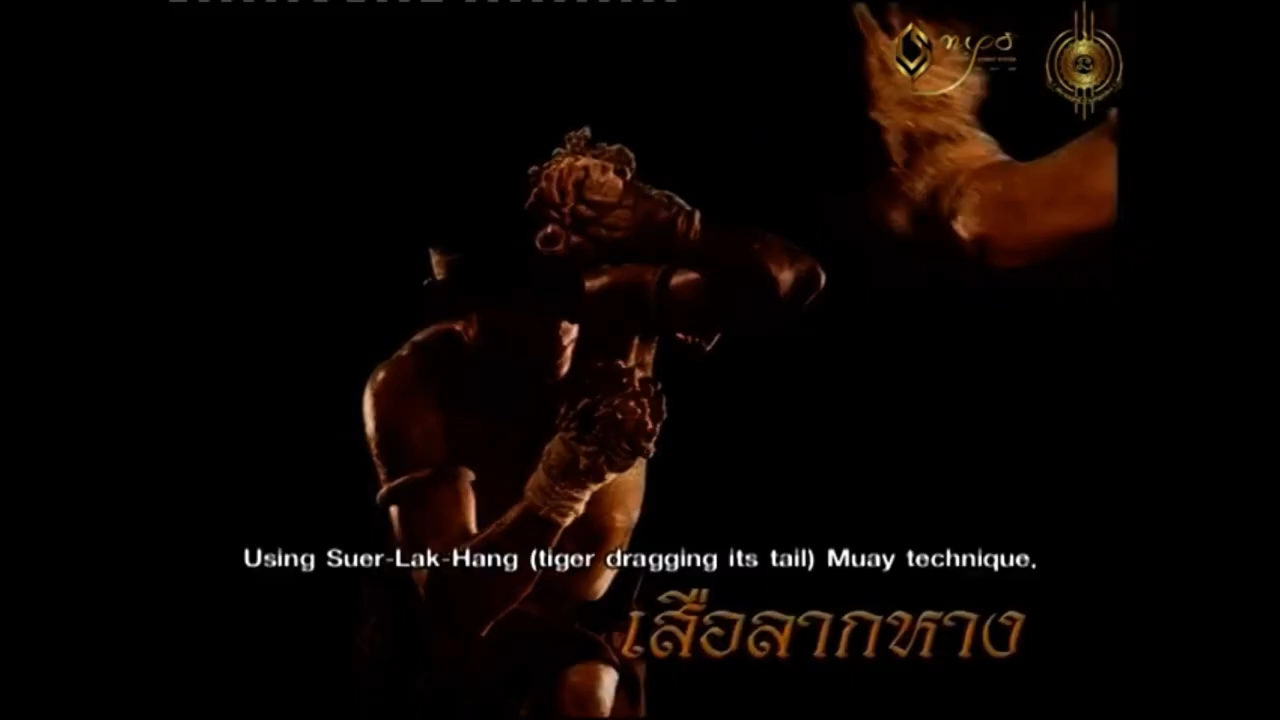 Using Suer-Lak-Hang (tiger dragging its tail) Muay technique,
เสือลากหาง